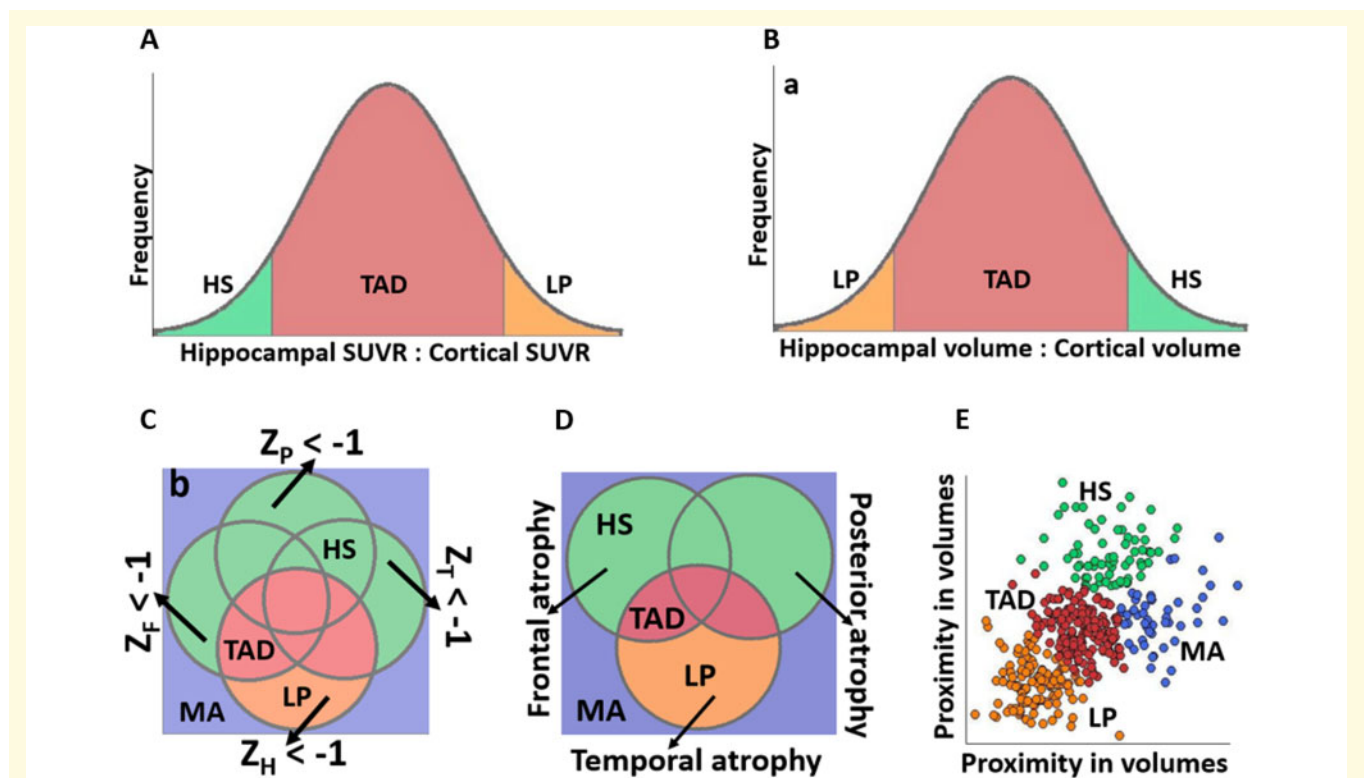 A
Frequency
HS
TAD
LP
Hippocampal SUVR : Cortical SUVR
B
a
Frequency
LP
TAD
HS
Hippocampal volume : Cortical volume
C
b
Z_P < -1
Z_F < -1
HS
Z_T < -1
TAD
LP
MA
Z_H < -1
D
Frontal atrophy
HS
Posterior atrophy
TAD
LP
MA
Temporal atrophy
E
Proximity in volumes
HS
TAD
MA
LP
Proximity in volumes